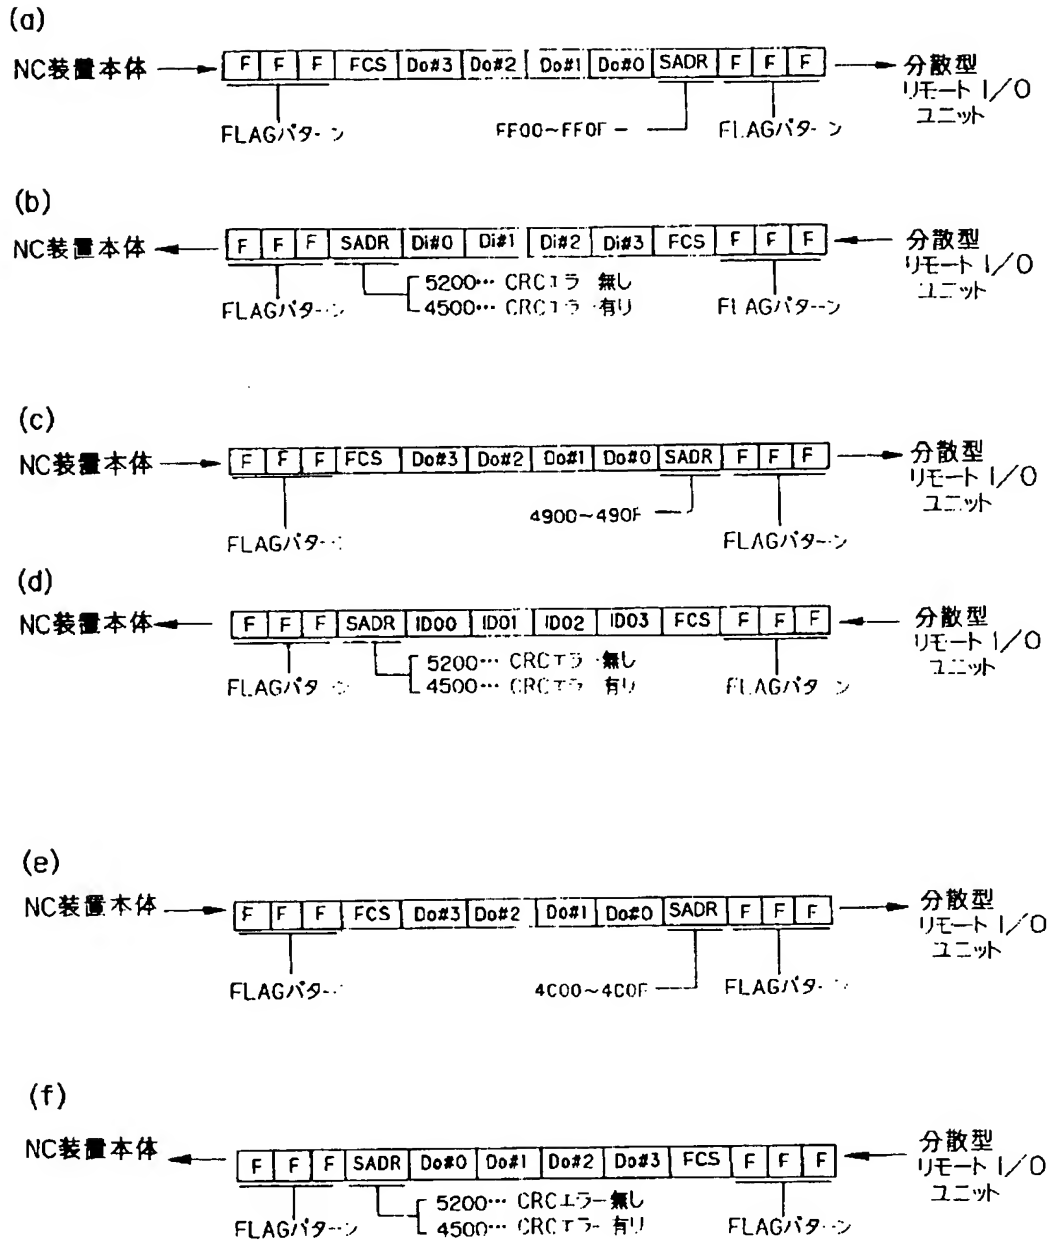 (a)
NC装置本体
F F F FCS Do#3 Do#2 Do#1 Do#0 SADR F F F
分散型
リモート I/O
ユニット
FLAGパターン
FF00~FF0F
FLAGパターン
(b)
NC装置本体
F F F SADR Di#0 Di#1 Di#2 Di#3 FCS F F F
分散型
リモート I/O
ユニット
5200… CRCエラー無し
4500… CRCエラー有り
FLAGパターン
FLAGパターン
(c)
NC装置本体
F F F FCS Do#3 Do#2 Do#1 Do#0 SADR F F F
分散型
リモート I/O
ユニット
4900~490F
FLAGパターン
FLAGパターン
(d)
NC装置本体
F F F SADR ID00 ID01 ID02 ID03 FCS F F F
分散型
リモート I/O
ユニット
5200… CRCエラー無し
4500… CRCエラー有り
FLAGパターン
FLAGパターン
(e)
NC装置本体
F F F FCS Do#3 Do#2 Do#1 Do#0 SADR F F F
分散型
リモート I/O
ユニット
4C00~4C0F
FLAGパターン
FLAGパターン
(f)
NC装置本体
F F F SADR Do#0 Do#1 Do#2 Do#3 FCS F F F
分散型
リモート I/O
ユニット
5200… CRCエラー無し
4500… CRCエラー有り
FLAGパターン
FLAGパターン